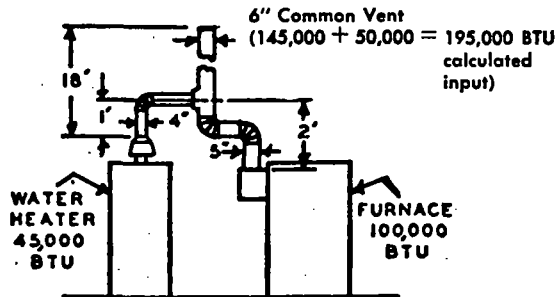 6" Common Vent
(145,000 + 50,000 = 195,000 BTU
calculated
input)
18'
1'
4"
2'
5"
WATER
HEATER
45,000
BTU
FURNACE
100,000
BTU